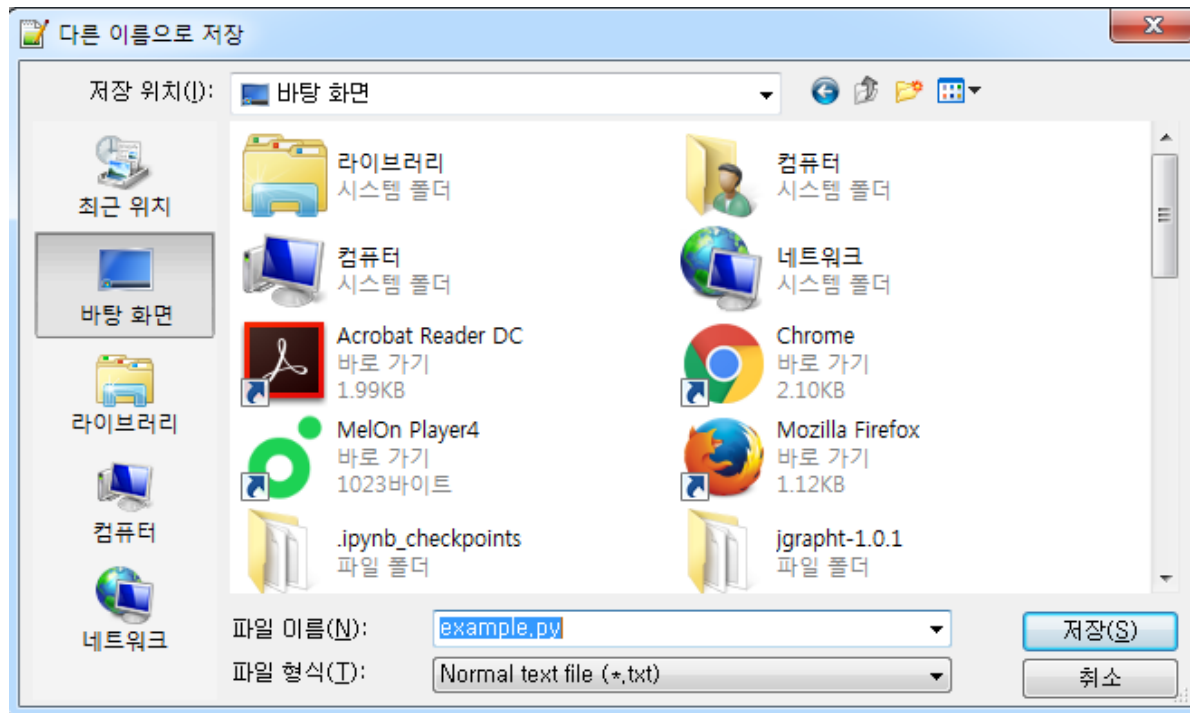 다른 이름으로 저장
저장 위치(I):
바탕 화면
최근 위치
바탕 화면
라이브러리
컴퓨터
네트워크
라이브러리
시스템 폴더
컴퓨터
시스템 폴더
컴퓨터
시스템 폴더
네트워크
시스템 폴더
Acrobat Reader DC
바로 가기
1.99KB
Chrome
바로 가기
2.10KB
MelOn Player4
바로 가기
1023바이트
Mozilla Firefox
바로 가기
1.12KB
.ipynb_checkpoints
파일 폴더
jgrapht-1.0.1
파일 폴더
파일 이름(N):
example.py
저장(S)
파일 형식(T):
Normal text file (*.txt)
취소